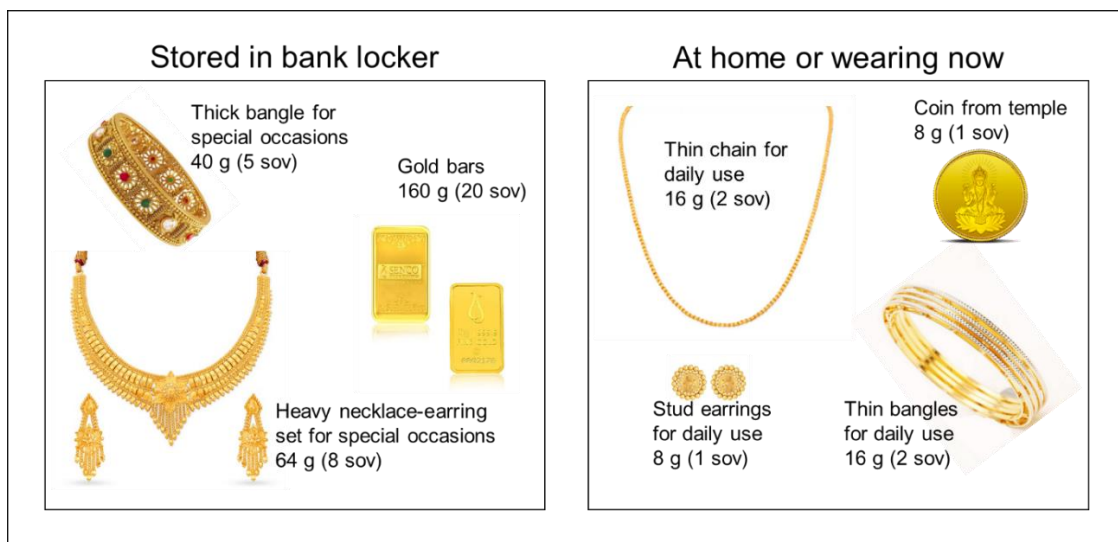 Stored in bank locker
Thick bangle for
special occasions
40 g (5 sov)
Gold bars
160 g (20 sov)
Heavy necklace-earring
set for special occasions
64 g (8 sov)
At home or wearing now
Thin chain for
daily use
16 g (2 sov)
Coin from temple
8 g (1 sov)
Stud earrings
for daily use
8 g (1 sov)
Thin bangles
for daily use
16 g (2 sov)